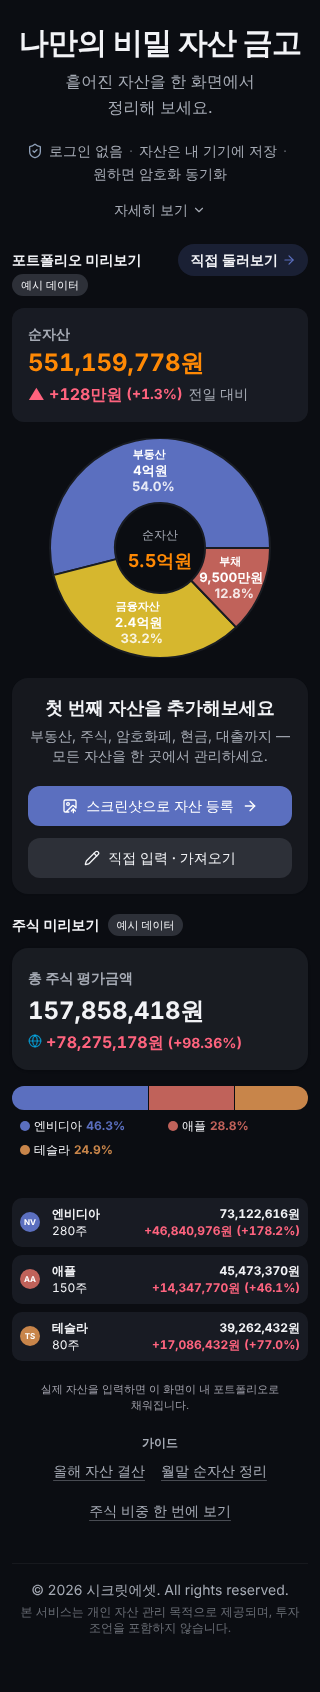 나만의 비밀 자산 금고
흩어진 자산을 한 화면에서
정리해 보세요.
로그인 없음 · 자산은 내 기기에 저장 ·
원하면 암호화 동기화
자세히 보기
포트폴리오 미리보기
직접 둘러보기
예시 데이터
순자산
551,159,778원
▲ +128만원 (+1.3%) 전일 대비
부동산
4억원
54.0%
순자산
5.5억원
부채
9,500만원
12.8%
금융자산
2.4억원
33.2%
첫 번째 자산을 추가해보세요
부동산, 주식, 암호화폐, 현금, 대출까지 —
모든 자산을 한 곳에서 관리하세요.
스크린샷으로 자산 등록
직접 입력 · 가져오기
주식 미리보기 예시 데이터
총 주식 평가금액
157,858,418원
+78,275,178원 (+98.36%)
엔비디아 46.3% 애플 28.8%
테슬라 24.9%
NV 엔비디아 73,122,616원
280주 +46,840,976원 (+178.2%)
AA 애플 45,473,370원
150주 +14,347,770원 (+46.1%)
TS 테슬라 39,262,432원
80주 +17,086,432원 (+77.0%)
실제 자산을 입력하면 이 화면이 내 포트폴리오로
채워집니다.
가이드
올해 자산 결산 월말 순자산 정리
주식 비중 한 번에 보기
© 2026 시크릿에셋. All rights reserved.
본 서비스는 개인 자산 관리 목적으로 제공되며, 투자
조언을 포함하지 않습니다.